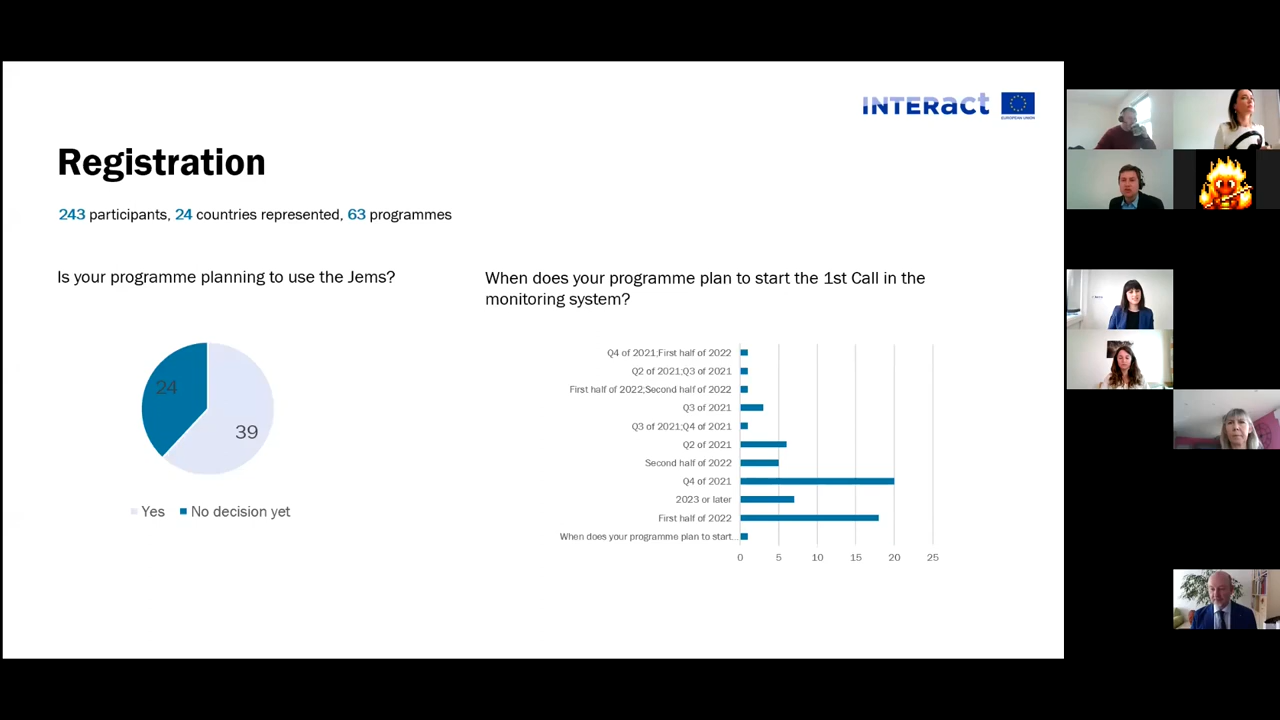 INTERact
EUROPEAN UNION
Registration
243 participants, 24 countries represented, 63 programmes
Is your programme planning to use the Jems?
24
39
Yes
No decision yet
When does your programme plan to start the 1st Call in the
monitoring system?
Q4 of 2021;First half of 2022
Q2 of 2021;Q3 of 2021
First half of 2022;Second half of 2022
Q3 of 2021
Q3 of 2021;Q4 of 2021
Q2 of 2021
Second half of 2022
Q4 of 2021
2023 or later
First half of 2022
When does your programme plan to start...
0 5 10 15 20 25